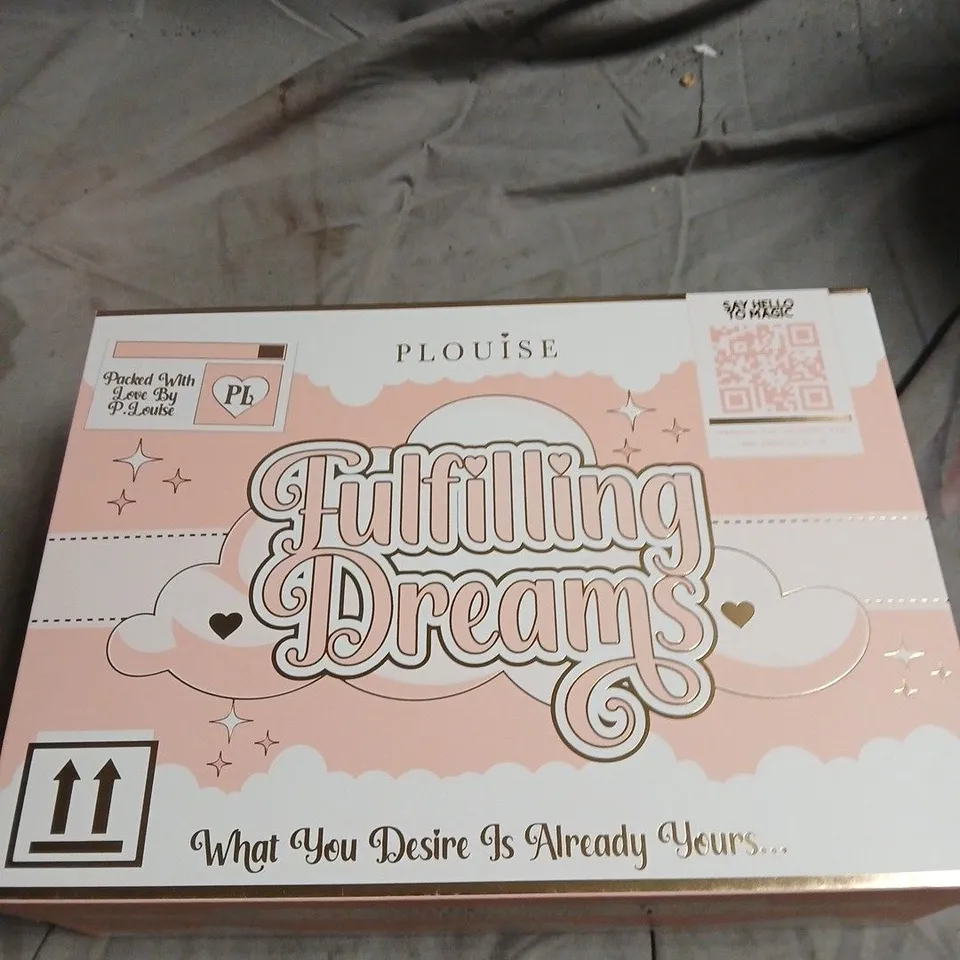 PLOUISE
SAY HELLO
TO MAGIC
Packed With
Love By
P.Louise
PL
Fulfilling
Dreams
What You Desire Is Already Yours...